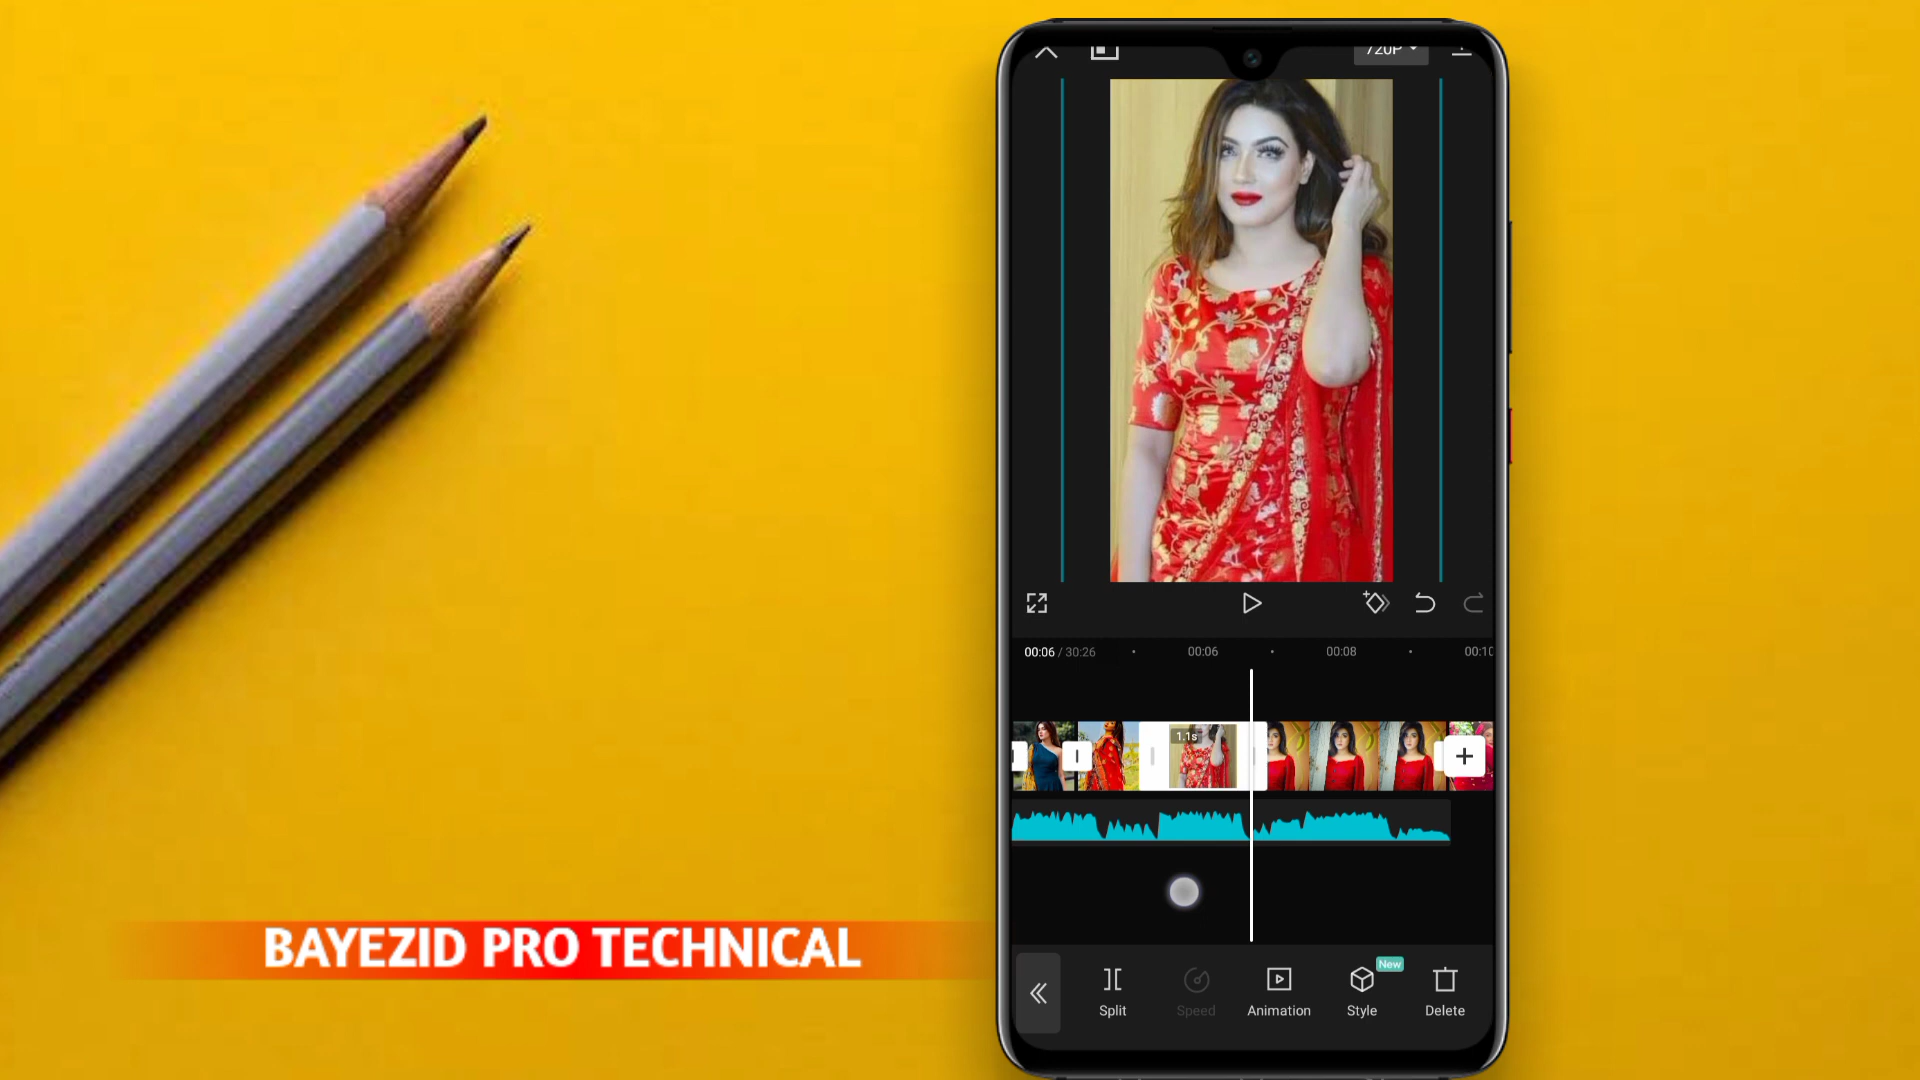 720P
00:06 / 30:26
00:06
00:08
00:10
1.1s
BAYEZID PRO TECHNICAL
New
Split
Speed
Animation
Style
Delete